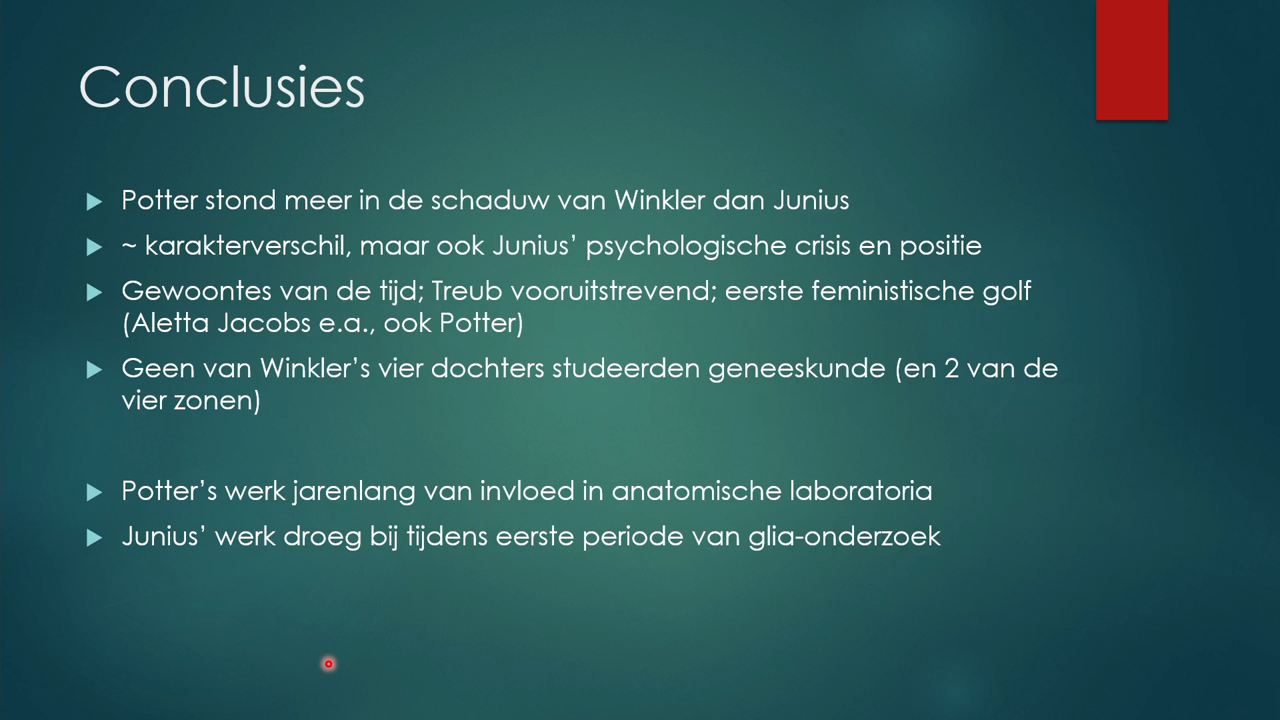 Conclusies
Potter stond meer in de schaduw van Winkler dan Junius
~ karakterverschil, maar ook Junius’ psychologische crisis en positie
Gewoontes van de tijd; Treub vooruitstrevend; eerste feministische golf
(Aletta Jacobs e.a., ook Potter)
Geen van Winkler’s vier dochters studeerden geneeskunde (en 2 van de
vier zonen)
Potter’s werk jarenlang van invloed in anatomische laboratoria
Junius’ werk droeg bij tijdens eerste periode van glia-onderzoek